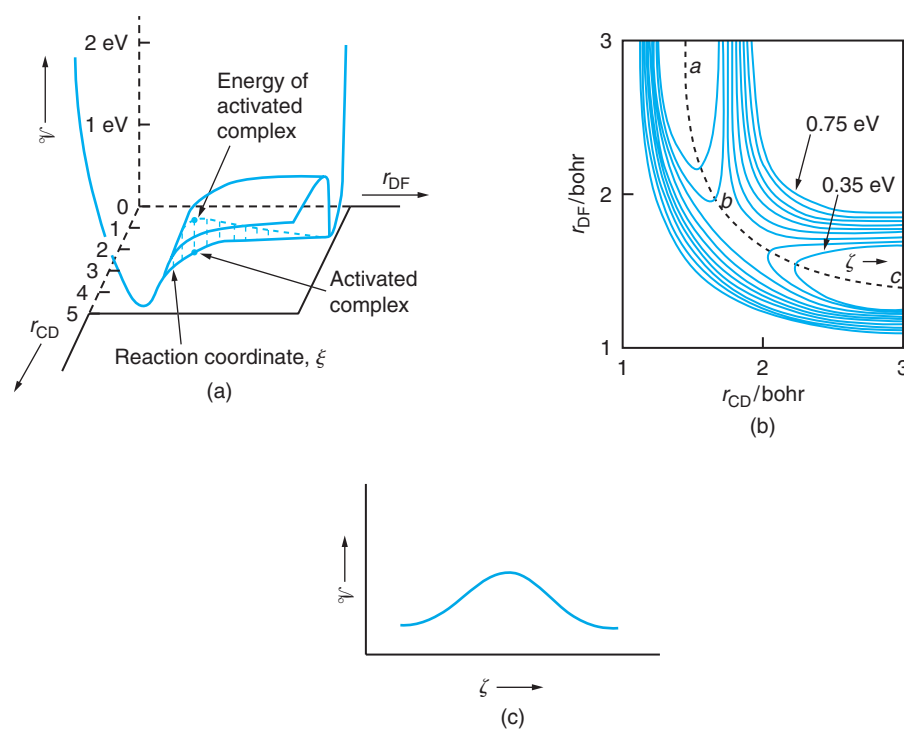 2 eV
𝒱
1 eV
Energy of
activated
complex
r_DF
0
1
2
3
4
5
r_CD
Activated
complex
Reaction coordinate, ξ
(a)
3
a
0.75 eV
0.35 eV
r_DF/bohr
2
b
ζ
c
1
1
2
3
r_CD/bohr
(b)
𝒱
ζ
(c)